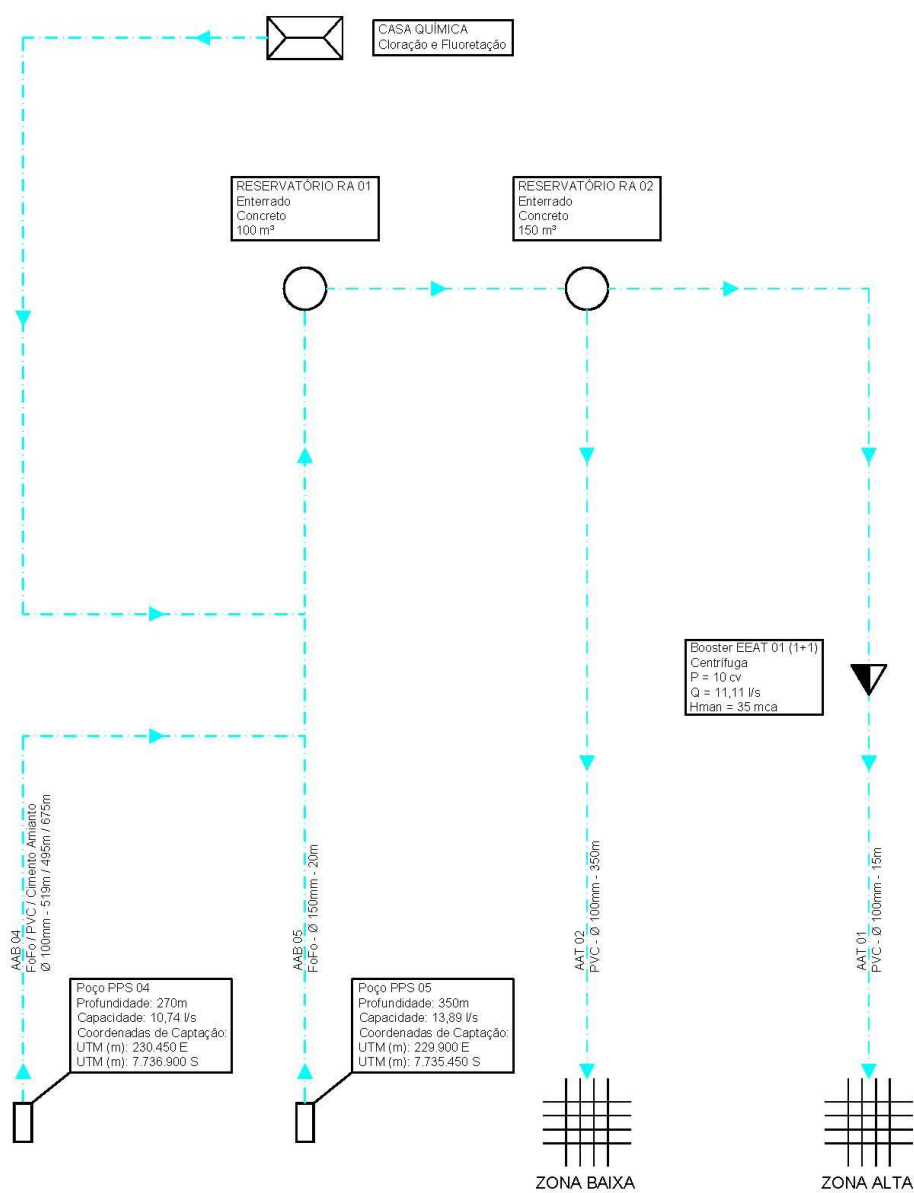 CASA QUÍMICA
Cloração e Fluoretação
RESERVATÓRIO RA 01
Enterrado
Concreto
100 m³
RESERVATÓRIO RA 02
Enterrado
Concreto
150 m³
Booster EEAT 01 (1+1)
Centrífuga
P = 10 cv
Q = 11,11 l/s
Hman = 35 mca
AAB 04
FoFo / PVC / Cimento Amianto
Ø 100mm - 519m / 495m / 675m
AAB 05
FoFo - Ø 150mm - 20m
AAT 02
PVC - Ø 100mm - 350m
AAT 01
PVC - Ø 100mm - 15m
Poço PPS 04
Profundidade: 270m
Capacidade: 10,74 l/s
Coordenadas de Captação:
UTM (m): 230.450 E
UTM (m): 7.736.900 S
Poço PPS 05
Profundidade: 350m
Capacidade: 13,89 l/s
Coordenadas de Captação:
UTM (m): 229.900 E
UTM (m): 7.735.450 S
ZONA BAIXA
ZONA ALTA